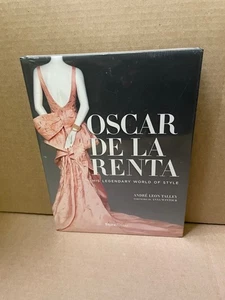 OSCAR
DE LA
RENTA
HIS LEGENDARY WORLD OF STYLE
ANDRÉ LEON TALLEY